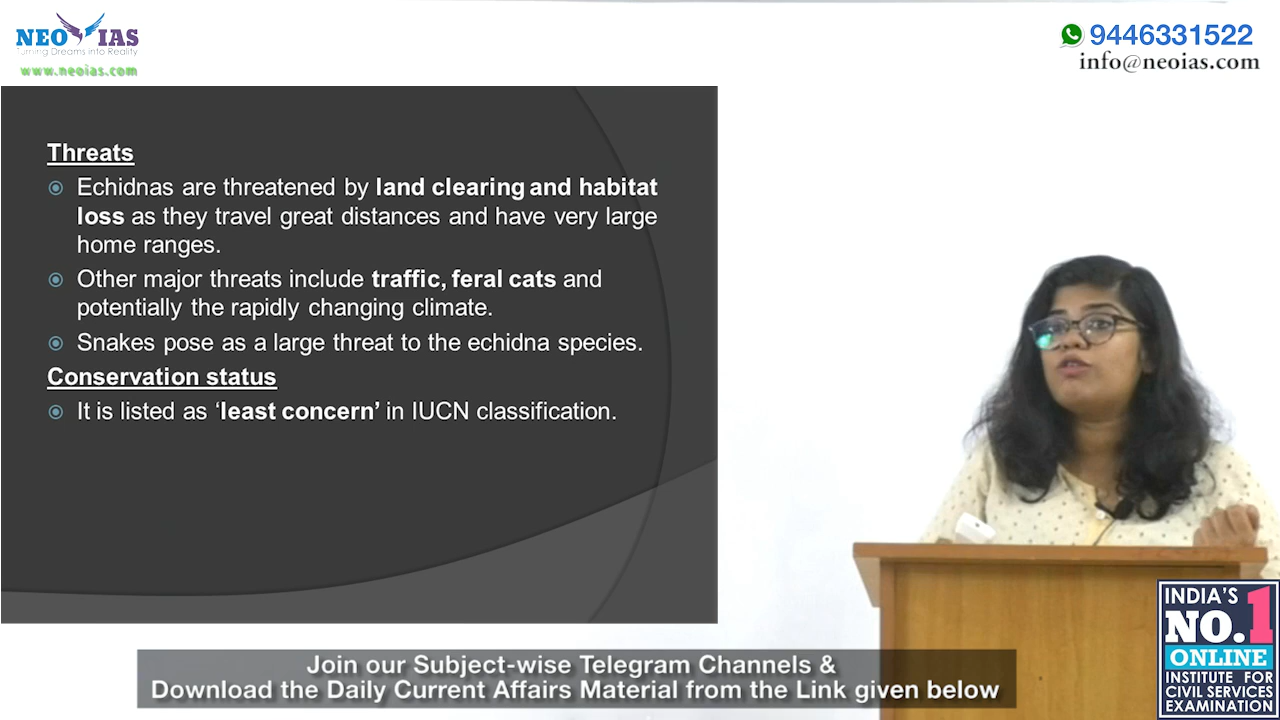 NEO IAS
Turning Dreams into Reality
www.neoias.com
9446331522
info@neoias.com
Threats
Echidnas are threatened by land clearing and habitat
loss as they travel great distances and have very large
home ranges.
Other major threats include traffic, feral cats and
potentially the rapidly changing climate.
Snakes pose as a large threat to the echidna species.
Conservation status
It is listed as ‘least concern’ in IUCN classification.
INDIA'S
NO.1
ONLINE
INSTITUTE FOR
CIVIL SERVICES
EXAMINATION
Join our Subject-wise Telegram Channels &
Download the Daily Current Affairs Material from the Link given below